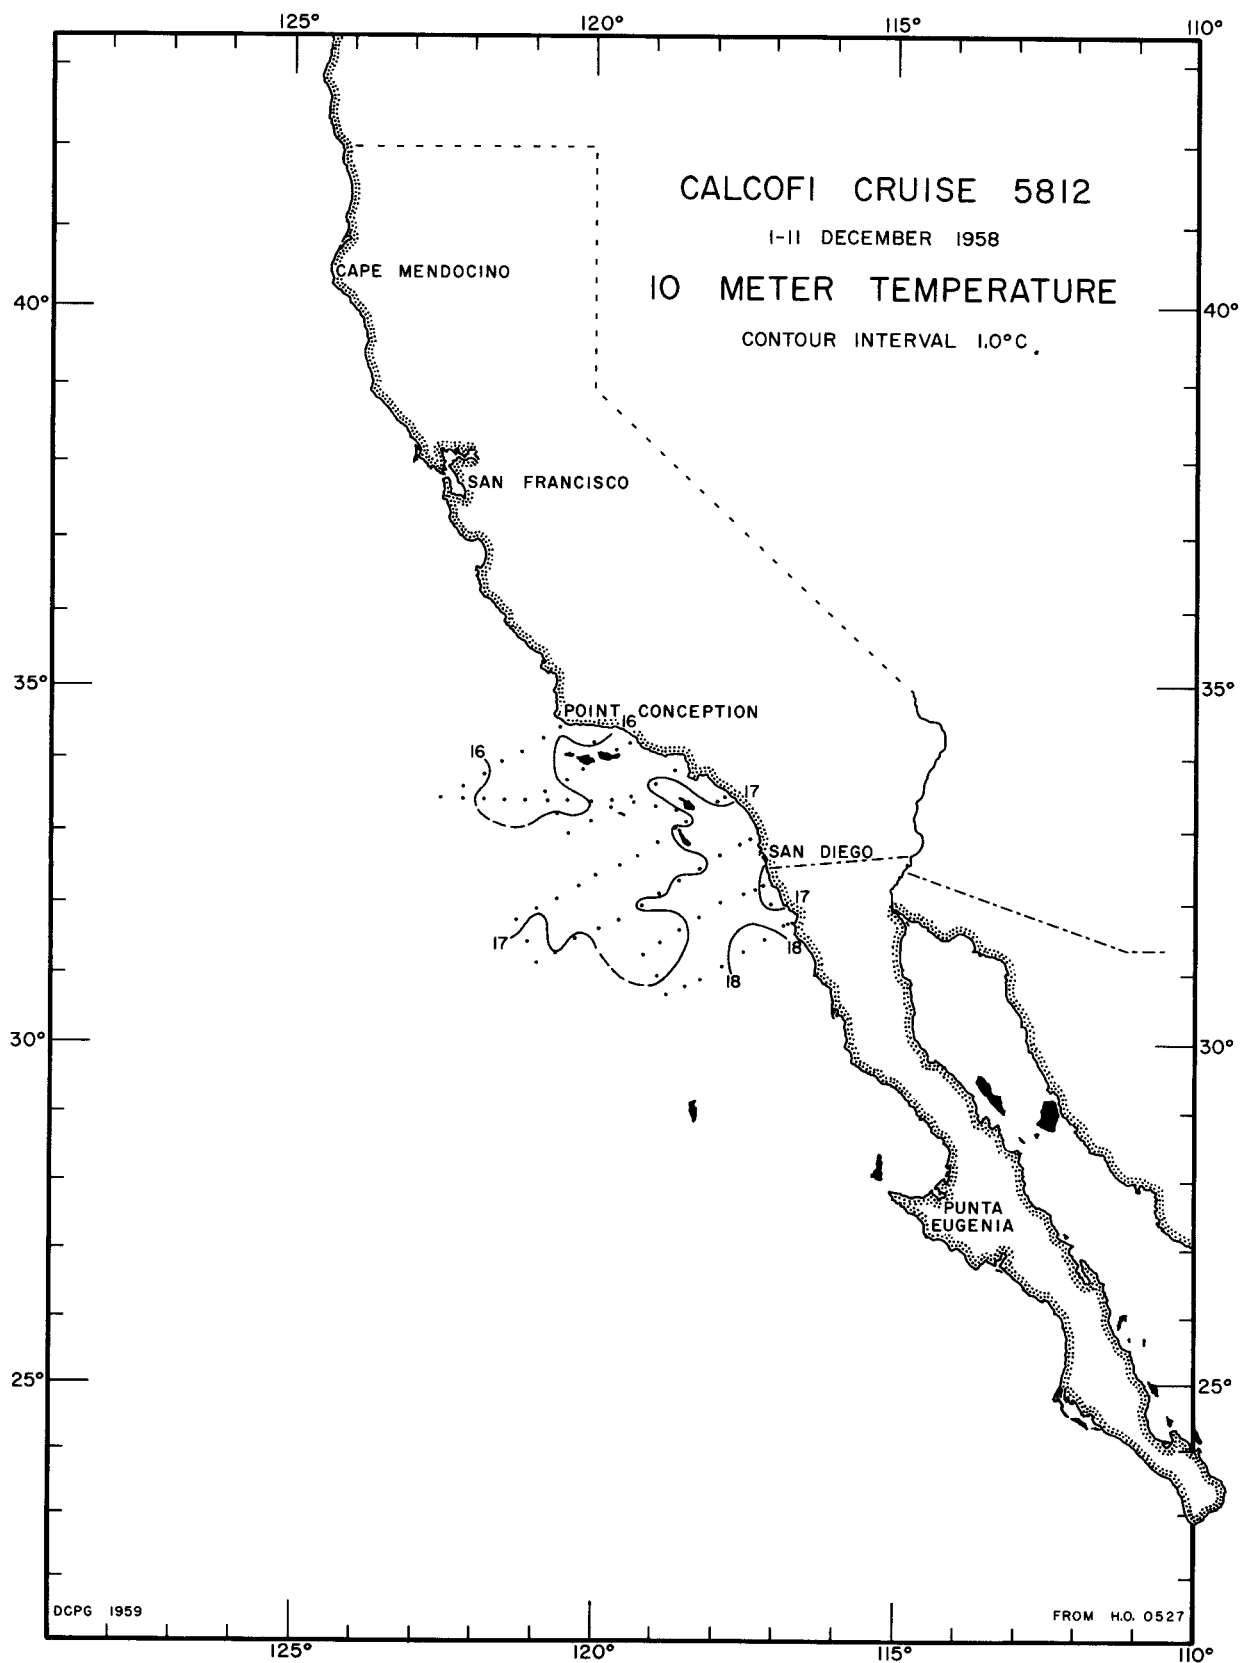 125° 120° 115° 110°
CALCOFI CRUISE 5812
1-11 DECEMBER 1958
CAPE MENDOCINO
10 METER TEMPERATURE
40° 40°
CONTOUR INTERVAL 1.0°C.
SAN FRANCISCO
35° 35°
POINT CONCEPTION
16
16
17
SAN DIEGO
17
17 18
18
30° 30°
PUNTA
EUGENIA
25° 25°
DCPG 1959 FROM H.O. 0527
125° 120° 115° 110°